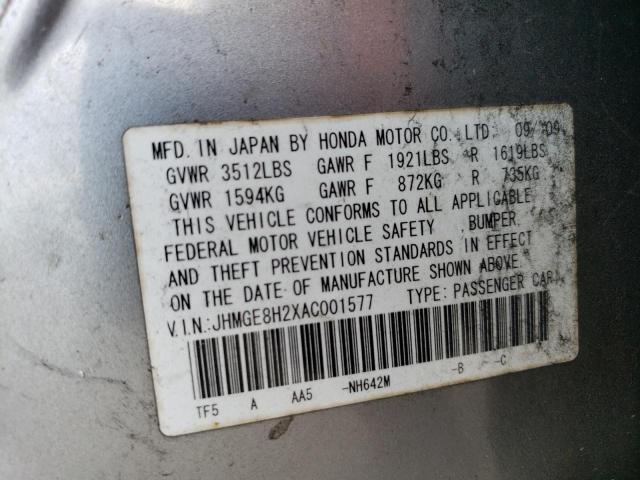 MFD. IN JAPAN BY HONDA MOTOR CO., LTD. 09/'09
GVWR 3512LBS GAWR F 1921LBS R 1619LBS
GVWR 1594KG GAWR F 872KG R 735KG
THIS VEHICLE CONFORMS TO ALL APPLICABLE
FEDERAL MOTOR VEHICLE SAFETY, BUMPER,
AND THEFT PREVENTION STANDARDS IN EFFECT
ON THE DATE OF MANUFACTURE SHOWN ABOVE.
V.I.N.:JHMGE8H2XAC001577 TYPE: PASSENGER CAR
TF5 A AA5 -NH642M -B -C